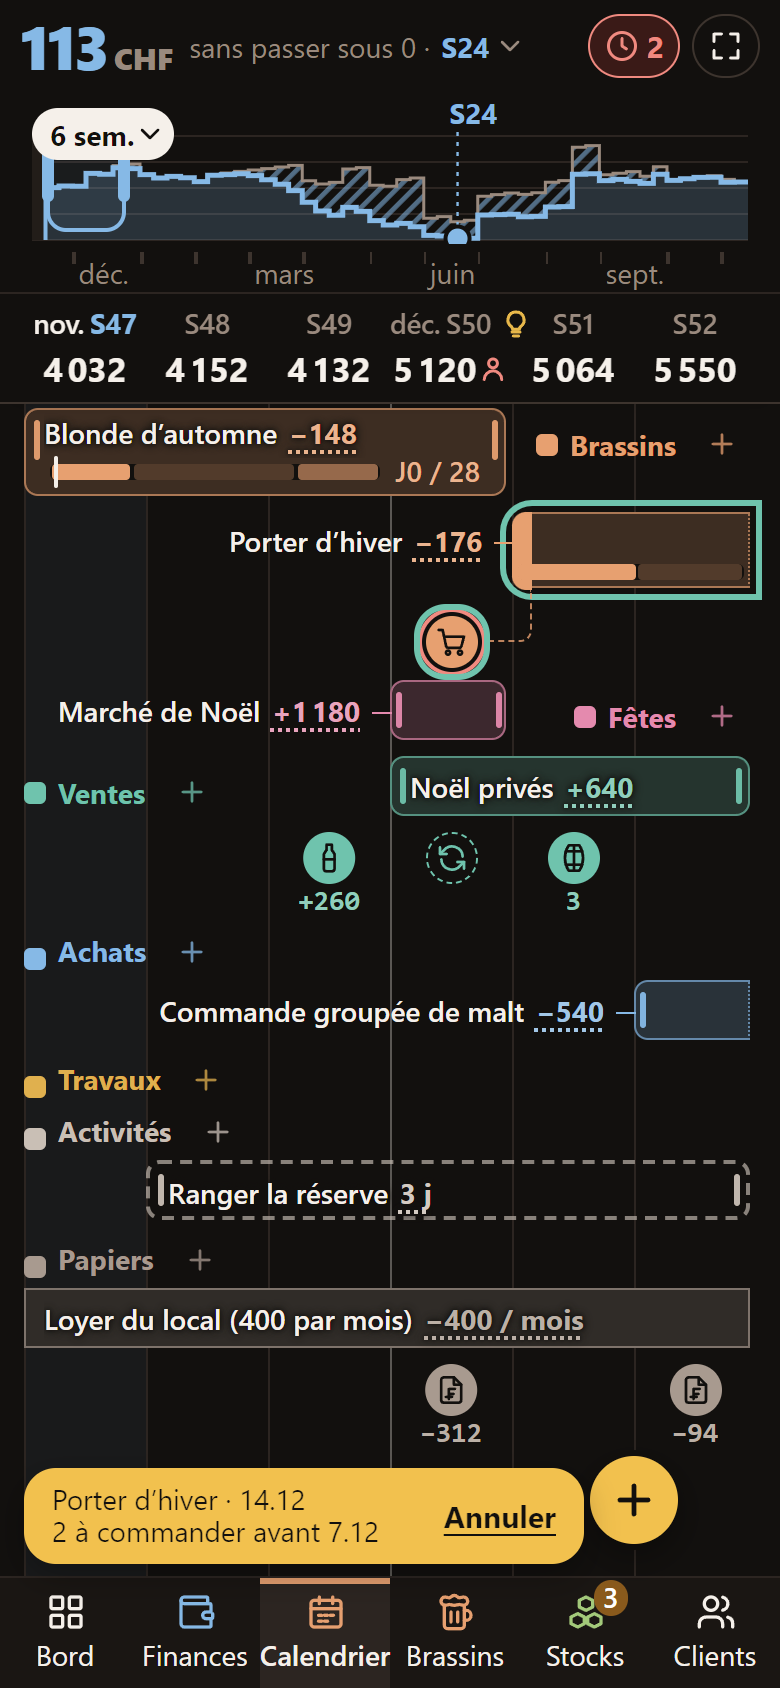 113 CHF sans passer sous 0 · S24
2
6 sem.
S24
déc. mars juin sept.
nov. S47 S48 S49 déc. S50 S51 S52
4 032 4 152 4 132 5 120 5 064 5 550
Blonde d’automne −148
J0 / 28
Brassins +
Porter d’hiver −176
Marché de Noël +1 180
Fêtes +
Ventes +
Noël privés +640
+260 3
Achats +
Commande groupée de malt −540
Travaux +
Activités +
Ranger la réserve 3 j
Papiers +
Loyer du local (400 par mois) −400 / mois
−312 −94
Porter d’hiver · 14.12
2 à commander avant 7.12
Annuler
+
3
Bord Finances Calendrier Brassins Stocks Clients